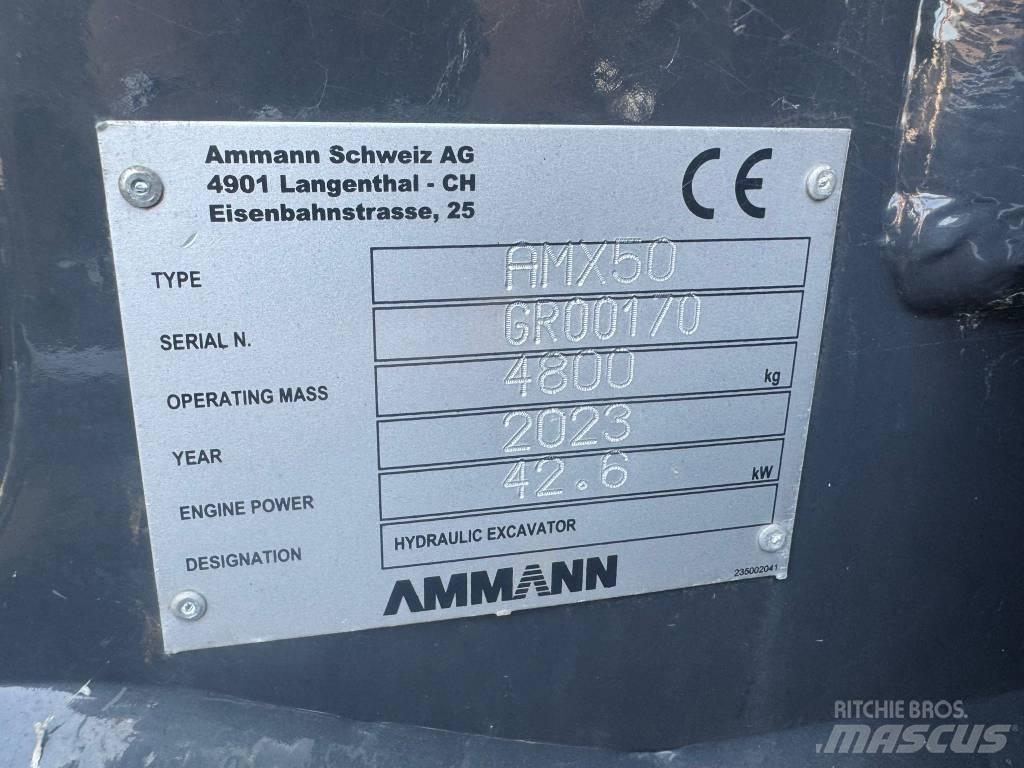 Ammann Schweiz AG
4901 Langenthal - CH
Eisenbahnstrasse, 25
CE
TYPE AMX50
SERIAL N. GR00170
OPERATING MASS 4800 kg
YEAR 2023
ENGINE POWER 42.6 kW
DESIGNATION HYDRAULIC EXCAVATOR
AMMANN
235002041
RITCHIE BROS.
MASCUS